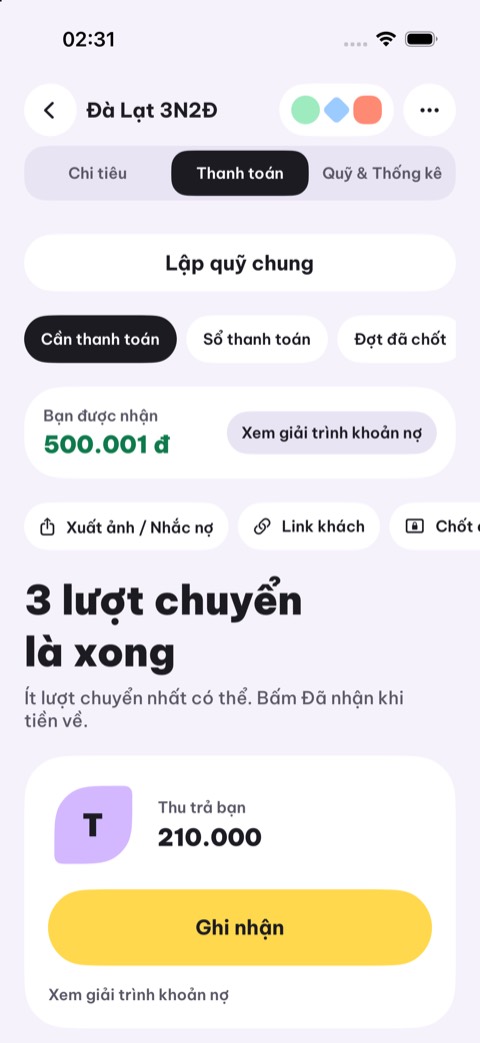 02:31
Đà Lạt 3N2Đ
Chi tiêu
Thanh toán
Quỹ & Thống kê
Lập quỹ chung
Cần thanh toán
Sổ thanh toán
Đợt đã chốt
Bạn được nhận
500.001 đ
Xem giải trình khoản nợ
Xuất ảnh / Nhắc nợ
Link khách
Chốt
3 lượt chuyển
là xong
Ít lượt chuyển nhất có thể. Bấm Đã nhận khi
tiền về.
T
Thu trả bạn
210.000
Ghi nhận
Xem giải trình khoản nợ